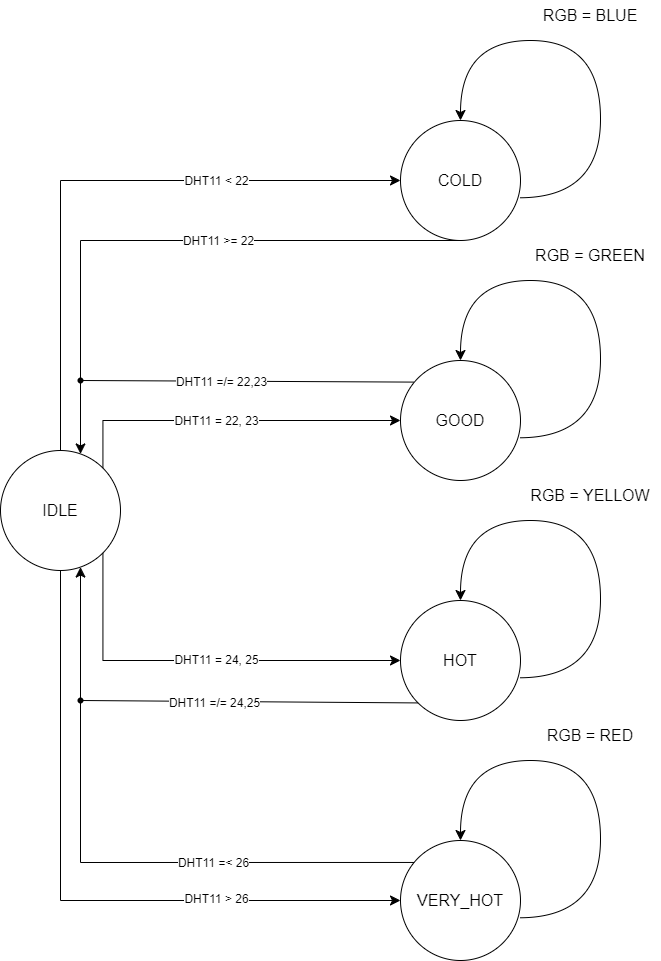 RGB = BLUE
COLD
DHT11 < 22
DHT11 >= 22
RGB = GREEN
DHT11 =/= 22,23
DHT11 = 22, 23
GOOD
IDLE
RGB = YELLOW
HOT
DHT11 = 24, 25
DHT11 =/= 24,25
RGB = RED
DHT11 =< 26
DHT11 > 26
VERY_HOT